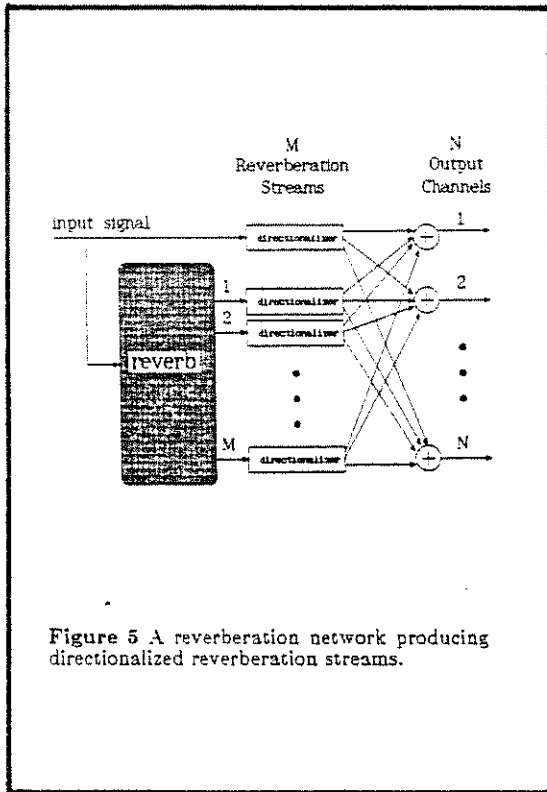 M
Reverberation
Streams
N
Output
Channels
input signal
directionalizer
1
1
directionalizer
2
2
directionalizer
reverb
M
directionalizer
N
Figure 5 A reverberation network producing
directionalized reverberation streams.